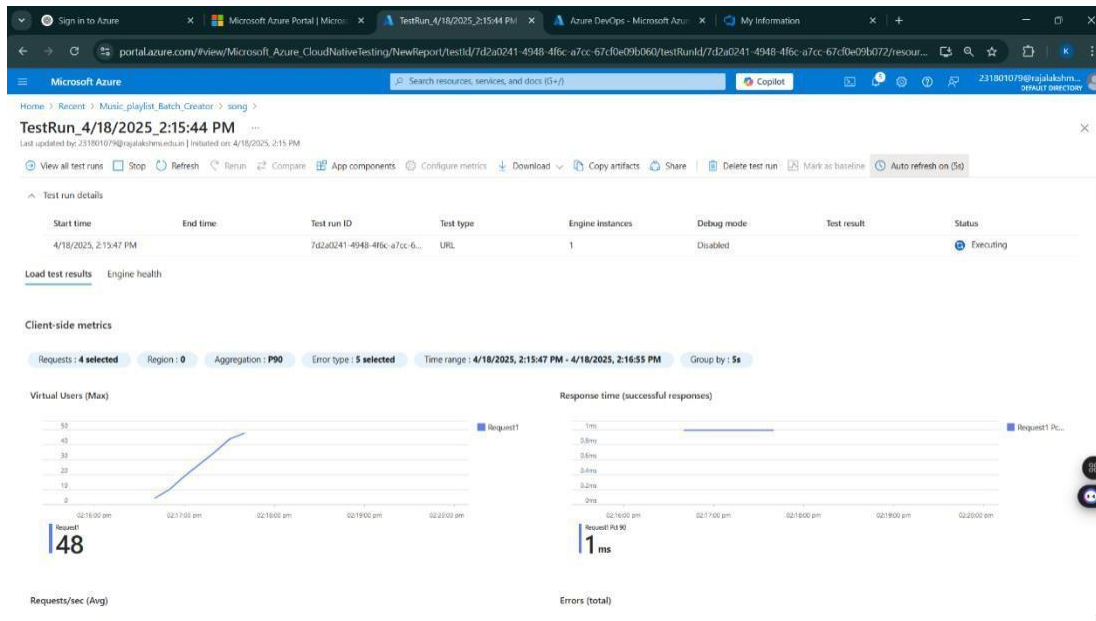 Sign in to Azure
Microsoft Azure Portal | Micros
TestRun_4/18/2025_2:15:44 PM
Azure DevOps - Microsoft Azur
My Information
portal.azure.com/#view/Microsoft_Azure_CloudNativeTesting/NewReport/testId/7d2a0241-4948-4f6c-a7cc-67cf0e09b060/testRunId/7d2a0241-4948-4f6c-a7cc-67cf0e09b072/resour...
K
Microsoft Azure
Search resources, services, and docs (G+/)
Copilot
231801079@rajalakshm...
DEFAULT DIRECTORY
Home > Recent > Music_playlist_Batch_Creator > song >
TestRun_4/18/2025_2:15:44 PM ...
Last updated by: 231801079@rajalakshmi.edu.in | Initiated on: 4/18/2025, 2:15 PM
View all test runs Stop Refresh Rerun Compare App components Configure metrics Download Copy artifacts Share Delete test run Mark as baseline Auto refresh on (5s)
Test run details
Start time End time Test run ID Test type Engine instances Debug mode Test result Status
4/18/2025, 2:15:47 PM 7d2a0241-4948-4f6c-a7cc-6... URL 1 Disabled Executing
Load test results Engine health
Client-side metrics
Requests : 4 selected Region : 0 Aggregation : P90 Error type : 5 selected Time range : 4/18/2025, 2:15:47 PM - 4/18/2025, 2:16:55 PM Group by : 5s
Virtual Users (Max)
50
40
30
20
10
0
02:16:00 pm 02:17:00 pm 02:18:00 pm 02:19:00 pm 02:20:00 pm
Request1
Request1
48
Response time (successful responses)
1ms
0.8ms
0.6ms
0.4ms
0.2ms
0ms
02:16:00 pm 02:17:00 pm 02:18:00 pm 02:19:00 pm 02:20:00 pm
Request1 Pc...
Request1 Pct 90
1 ms
Requests/sec (Avg)
Errors (total)